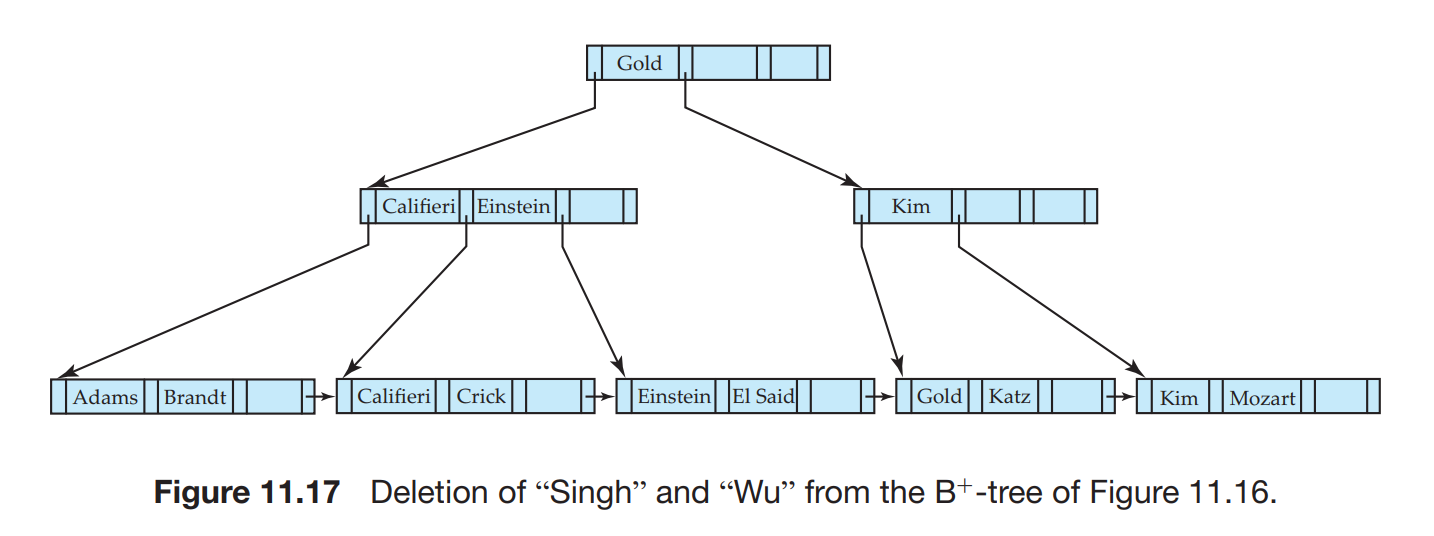 Gold
Califieri Einstein
Kim
Adams Brandt
Califieri Crick
Einstein El Said
Gold Katz
Kim Mozart
Figure 11.17 Deletion of “Singh” and “Wu” from the B+-tree of Figure 11.16.